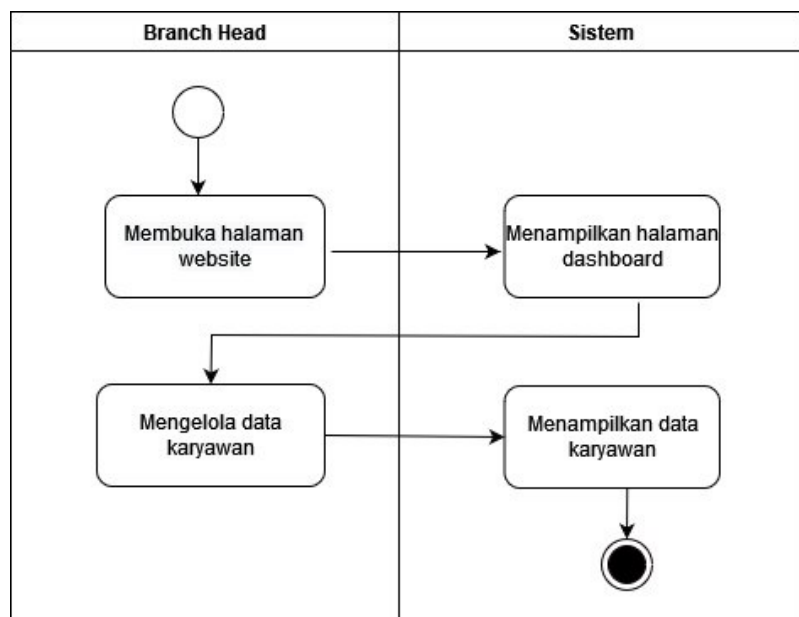 Branch Head
Sistem
Membuka halaman
website
Menampilkan halaman
dashboard
Mengelola data
karyawan
Menampilkan data
karyawan